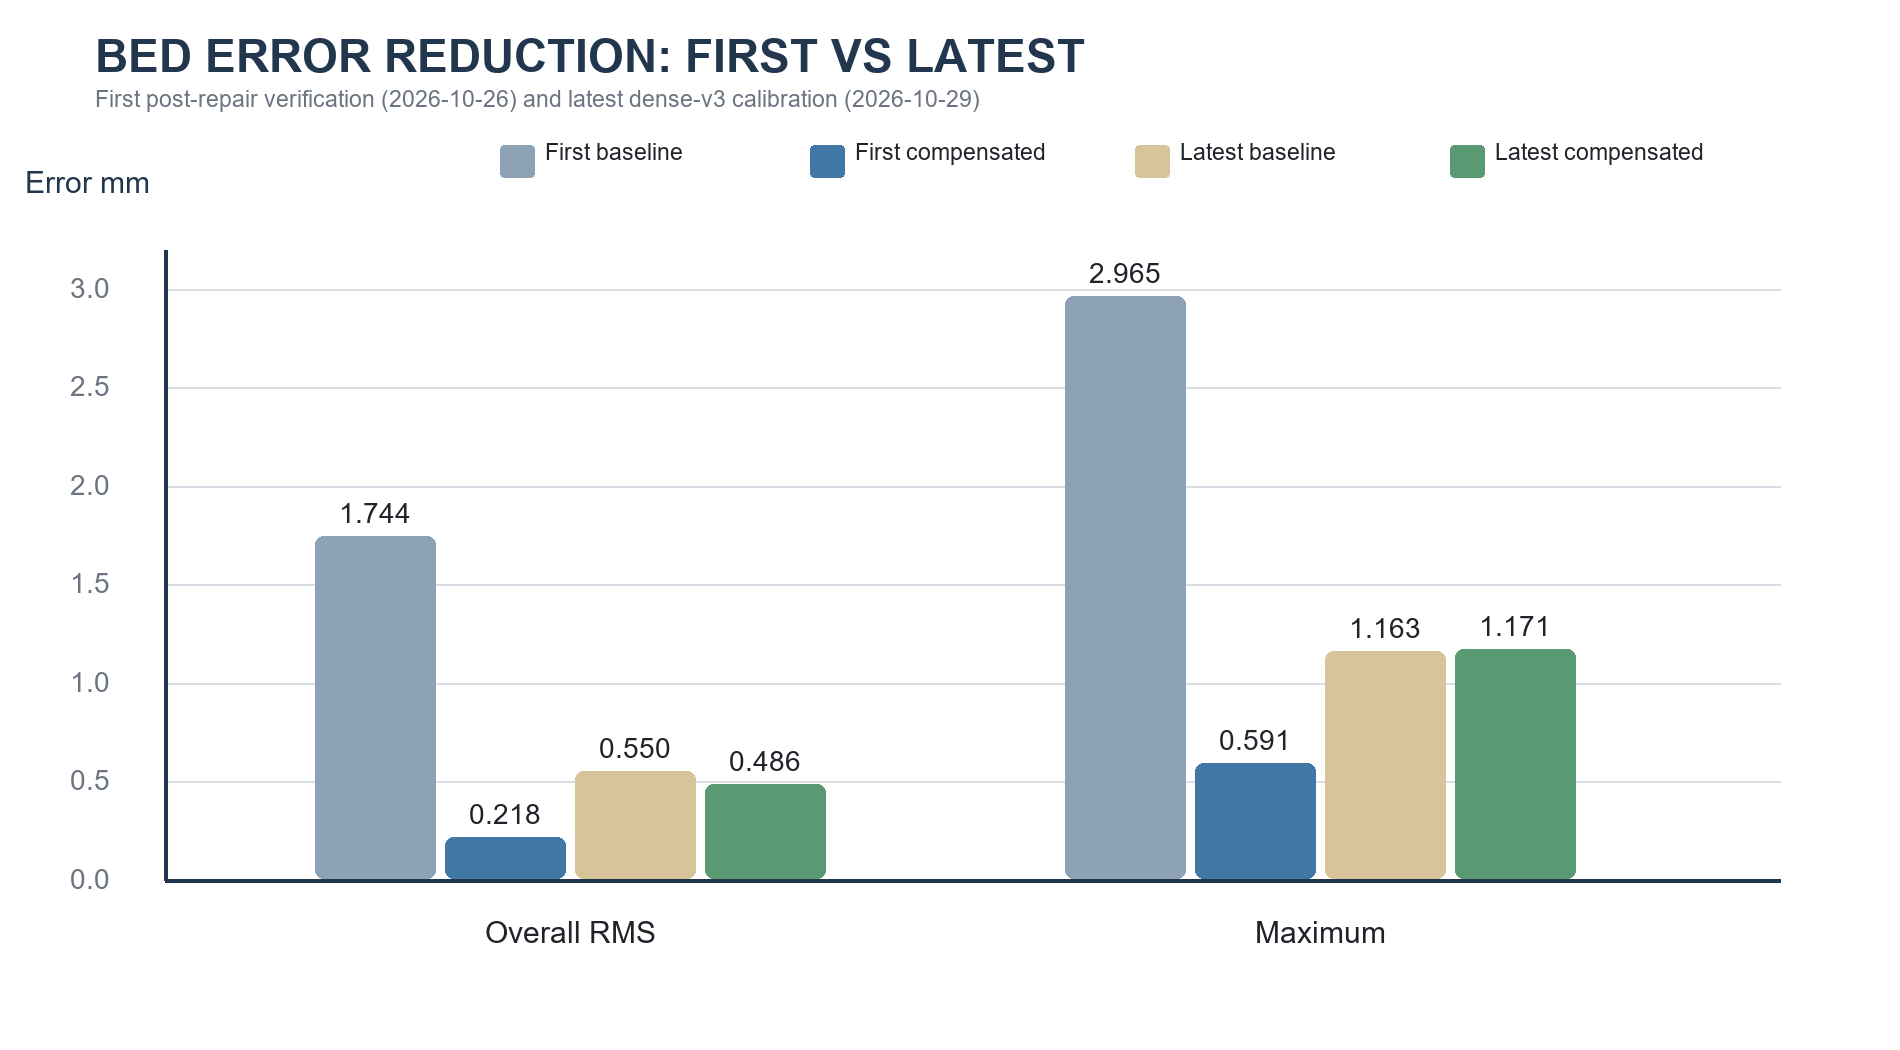 BED ERROR REDUCTION: FIRST VS LATEST
First post-repair verification (2026-10-26) and latest dense-v3 calibration (2026-10-29)
First baseline
First compensated
Latest baseline
Latest compensated
Error mm
3.0
2.5
2.0
1.5
1.0
0.5
0.0
1.744
0.218
0.550
0.486
2.965
0.591
1.163
1.171
Overall RMS
Maximum